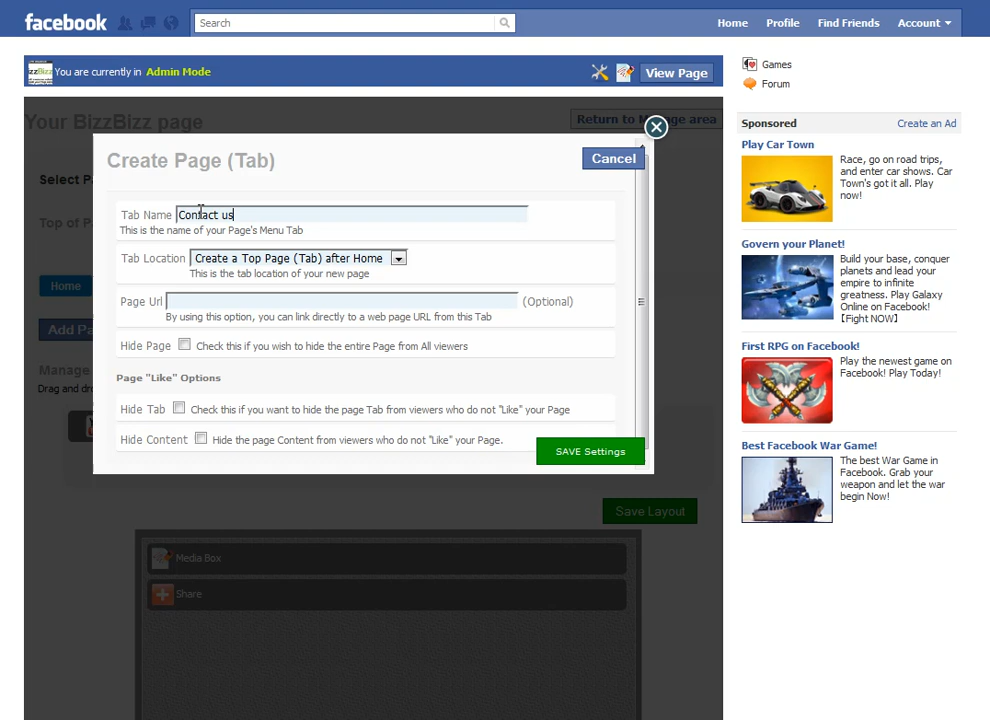 facebook
Search
Home
Profile
Find Friends
Account
zzBizz
You are currently in Admin Mode
View Page
Games
Forum
Your BizzBizz page
Return to M
ge area
Select P
Top of P
Home
Add Pa
Manage
Drag and dr
Create Page (Tab)
Cancel
Tab Name
Contact us
This is the name of your Page's Menu Tab
Tab Location
Create a Top Page (Tab) after Home
This is the tab location of your new page
Page Url
(Optional)
By using this option, you can link directly to a web page URL from this Tab
Hide Page
Check this if you wish to hide the entire Page from All viewers
Page "Like" Options
Hide Tab
Check this if you want to hide the page Tab from viewers who do not "Like" your Page
Hide Content
Hide the page Content from viewers who do not "Like" your Page.
SAVE Settings
Save Layout
Media Box
Share
Sponsored
Create an Ad
Play Car Town
Race, go on road trips,
and enter car shows. Car
Town's got it all. Play
now!
Govern your Planet!
Build your base, conquer
planets and lead your
empire to infinite
greatness. Play Galaxy
Online on Facebook!
【Fight NOW】
First RPG on Facebook!
Play the newest game on
Facebook! Play Today!
Best Facebook War Game!
The best War Game in
Facebook. Grab your
weapon and let the war
begin Now!